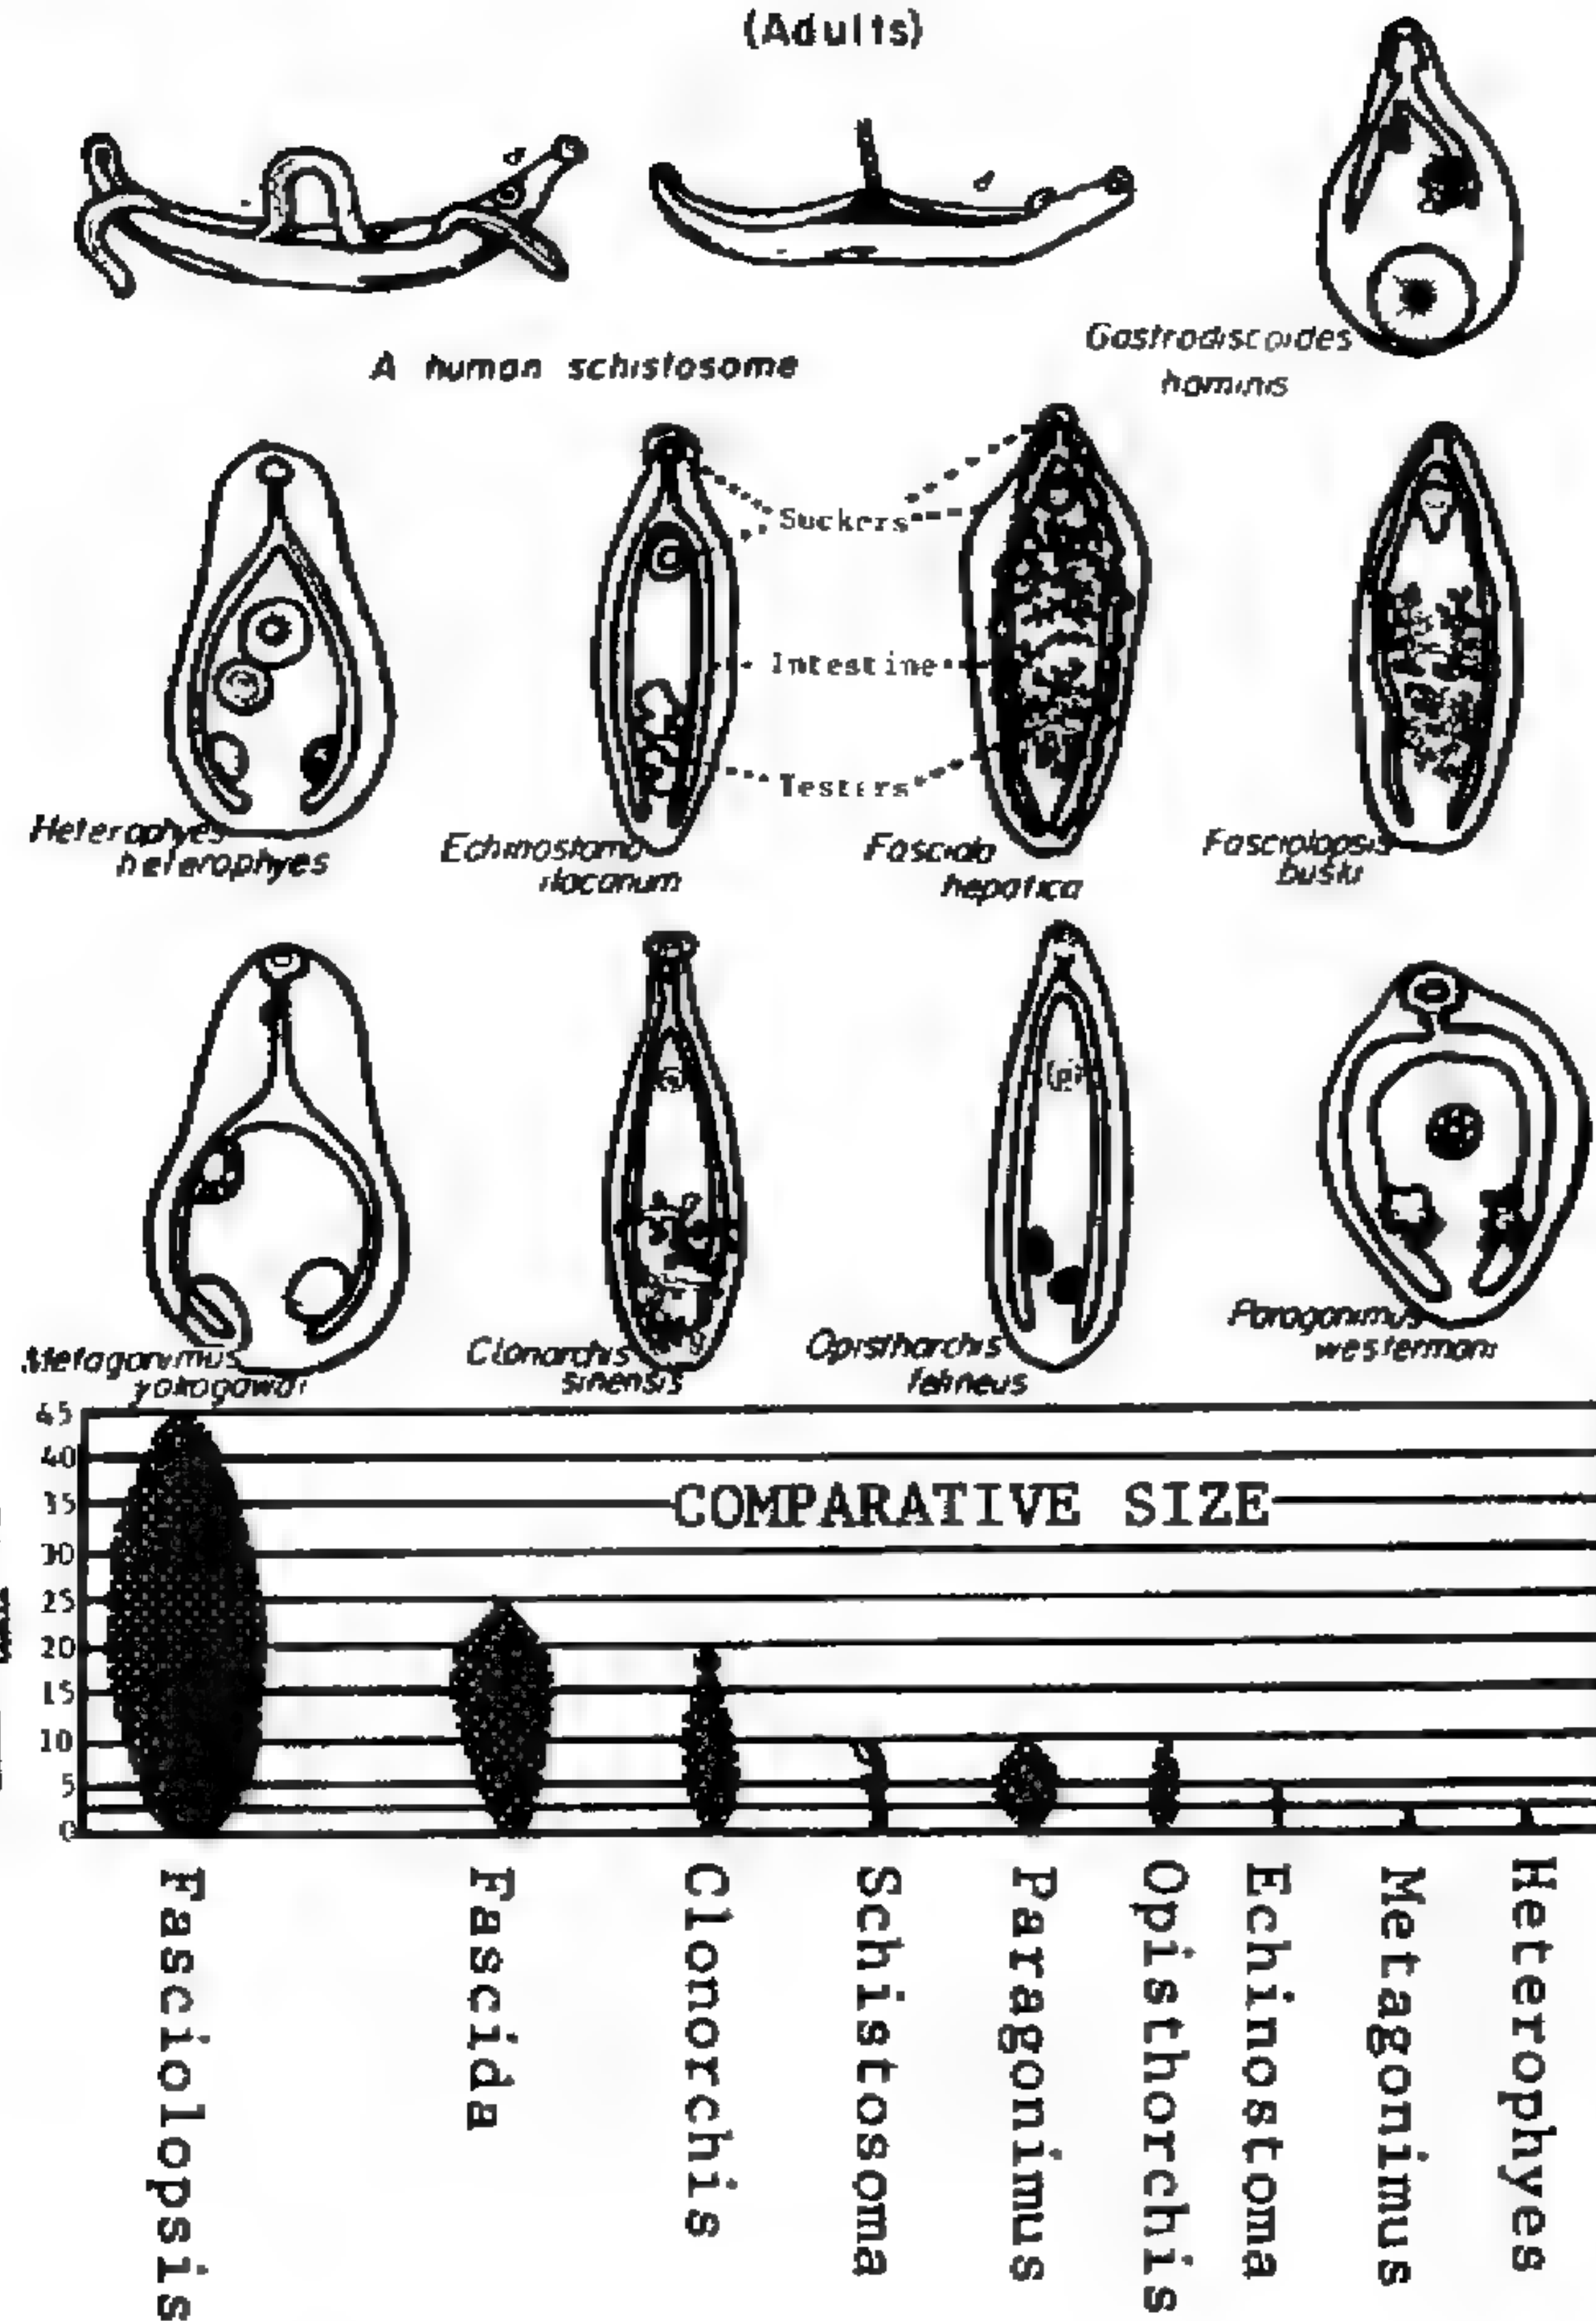 (Adults)
A human schistosome
Gastrodiscoides
hominis
Suckers
Intestine
Heterophyes
heterophyes
Echinostoma
ilocanum
Fasciola
hepatica
Fasciolopsis
buski
Metagonimus
yokogawai
Clonorchis
sinensis
Opisthorchis
felineus
Paragonimus
westermani
45
40
35
30
25
20
15
10
5
0
COMPARATIVE SIZE
Fasciolopsis
Fascida
Clonorchis
Schistosoma
Paragonimus
Opisthorchis
Echinostoma
Metagonimus
Heterophyes